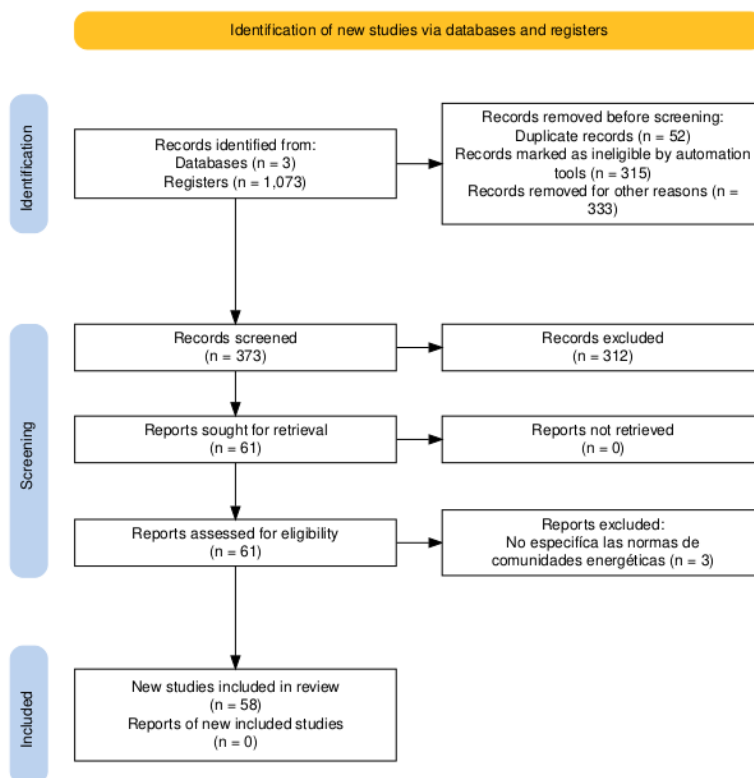 Identification of new studies via databases and registers
Identification
Records identified from:
Databases (n = 3)
Registers (n = 1,073)
Records removed before screening:
Duplicate records (n = 52)
Records marked as ineligible by automation
tools (n = 315)
Records removed for other reasons (n =
333)
Screening
Records screened
(n = 373)
Records excluded
(n = 312)
Reports sought for retrieval
(n = 61)
Reports not retrieved
(n = 0)
Reports assessed for eligibility
(n = 61)
Reports excluded:
No especifíca las normas de
comunidades energéticas (n = 3)
Included
New studies included in review
(n = 58)
Reports of new included studies
(n = 0)